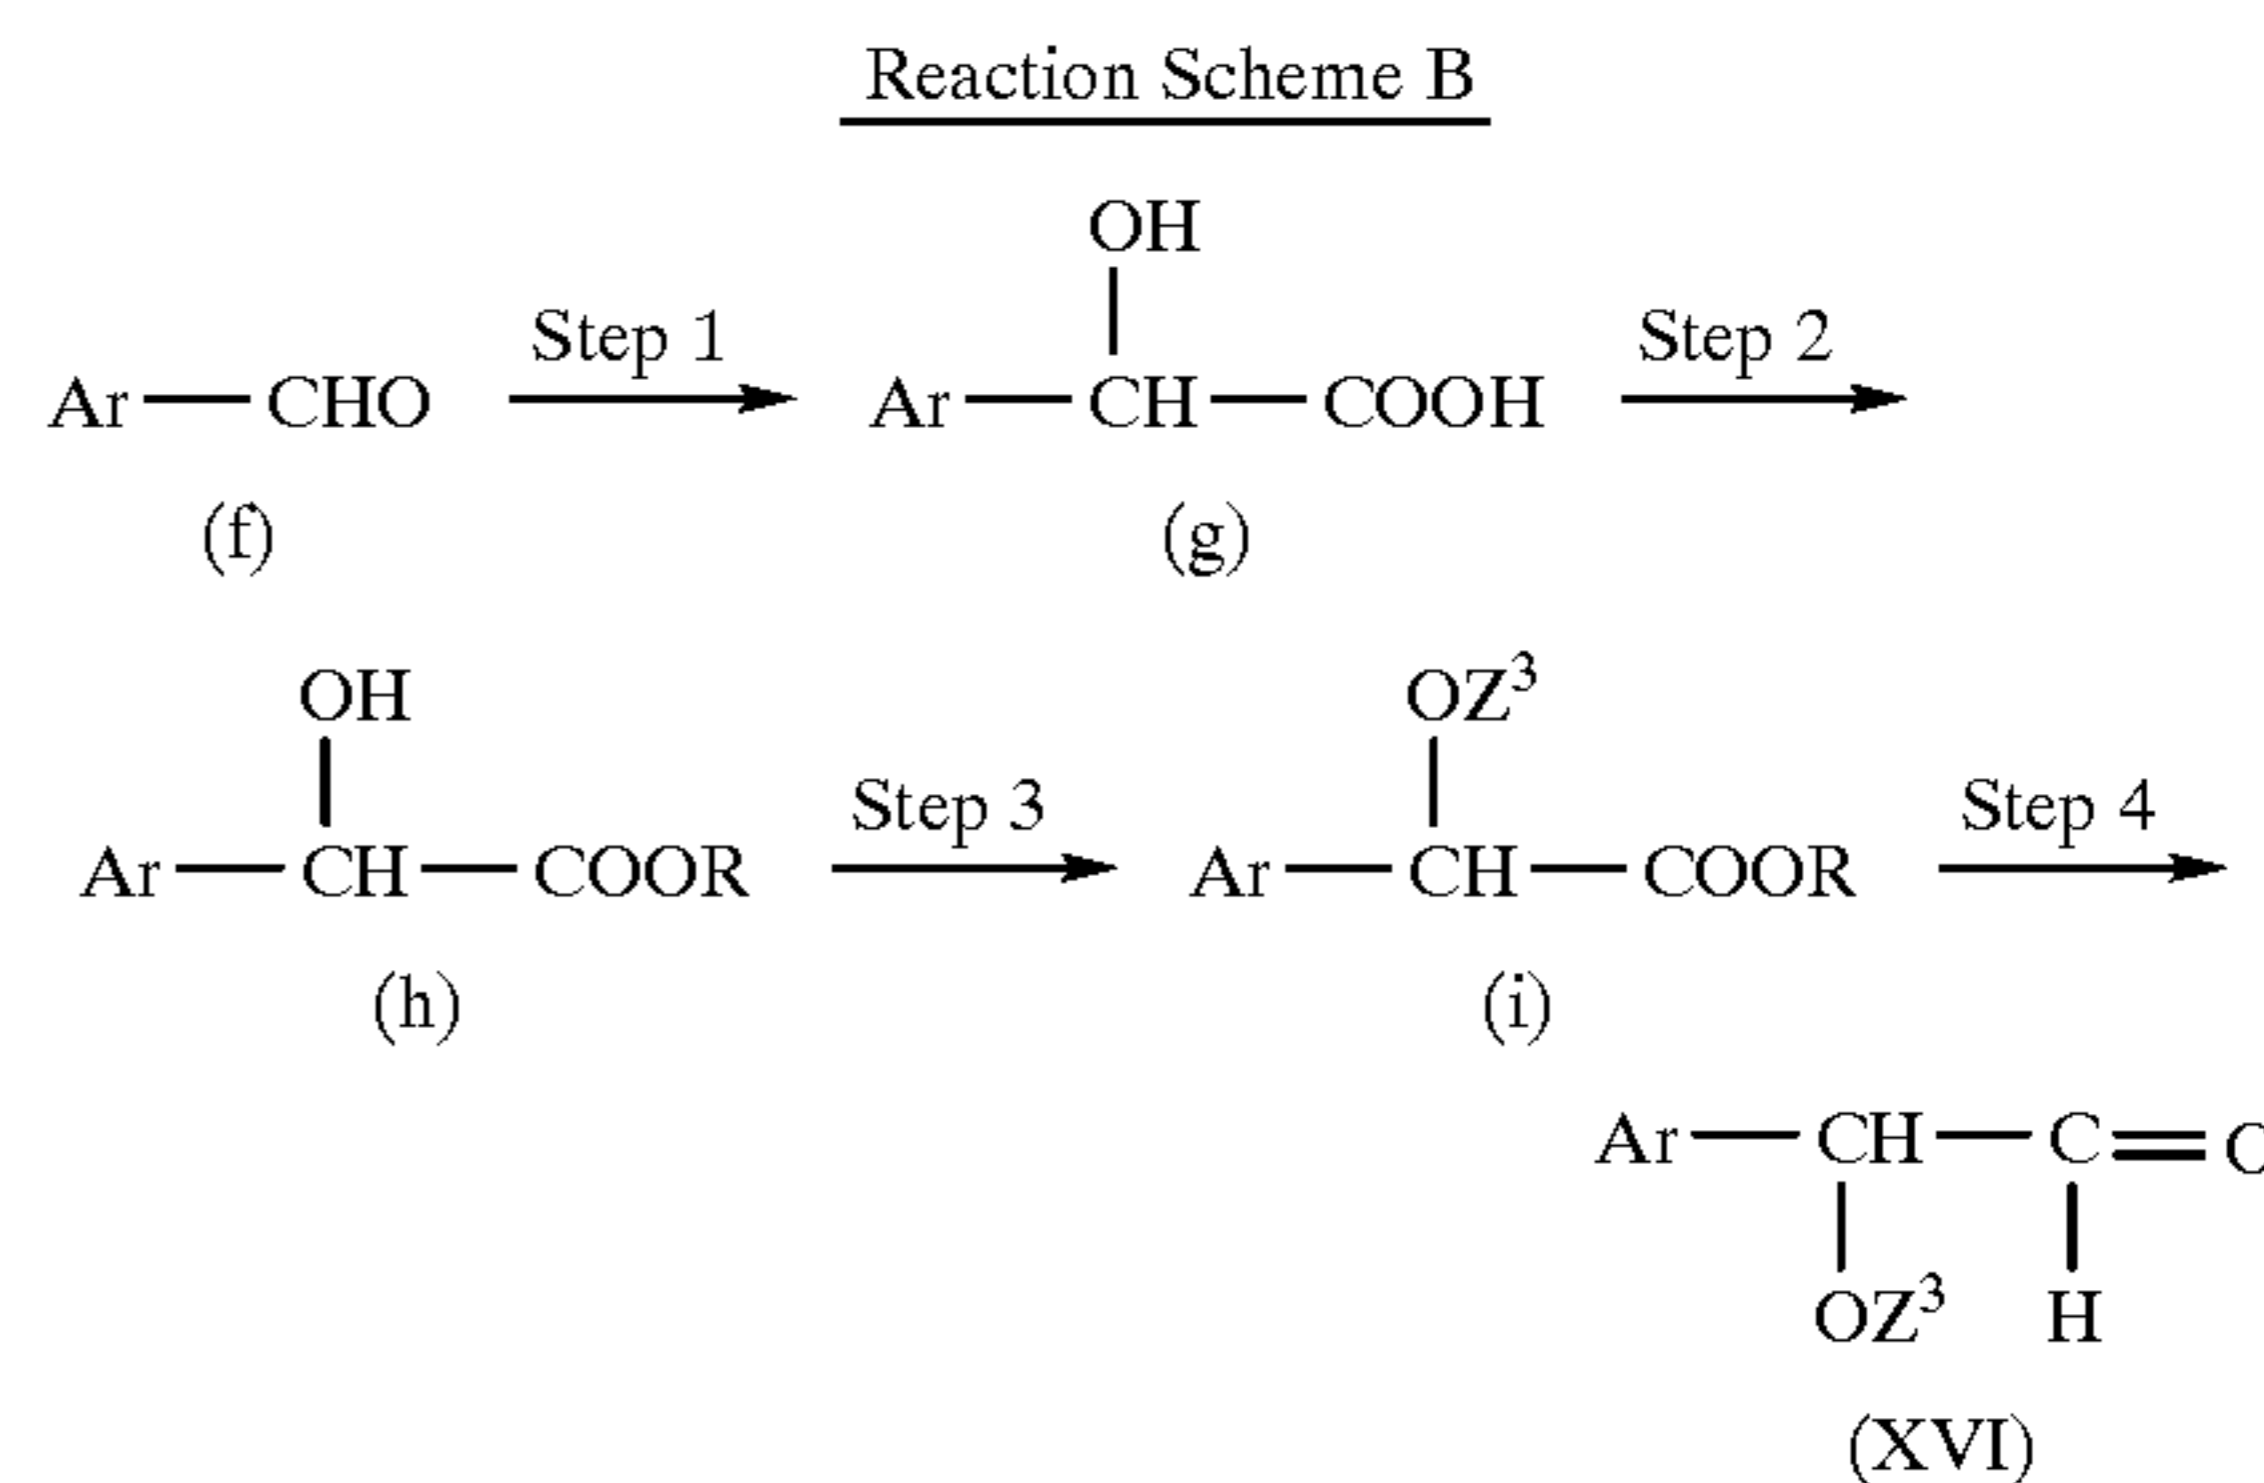 Reaction Scheme B
OH
Ar—CH—COOH
Ar—CHO
Step 1
Step 2
(f)
(g)
OH
OZ³
Ar—CH—COOR
Step 3
Ar—CH—COOR
Step 4
(h)
(i)
Ar—CH—C=O
OZ³
H
(XVI)